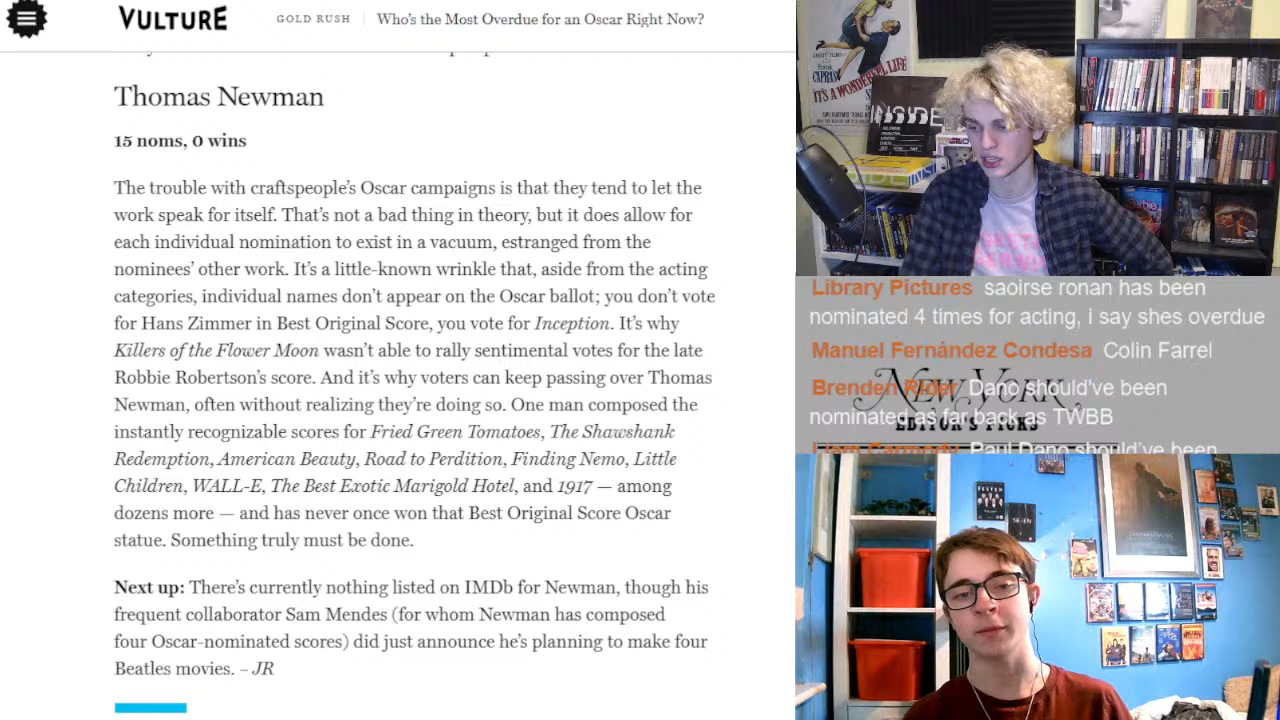 VULTURE
GOLD RUSH
Who's the Most Overdue for an Oscar Right Now?
Thomas Newman
15 noms, 0 wins
The trouble with craftspeople's Oscar campaigns is that they tend to let the
work speak for itself. That's not a bad thing in theory, but it does allow for
each individual nomination to exist in a vacuum, estranged from the
nominees' other work. It's a little-known wrinkle that, aside from the acting
categories, individual names don't appear on the Oscar ballot; you don't vote
for Hans Zimmer in Best Original Score, you vote for Inception. It's why
Killers of the Flower Moon wasn't able to rally sentimental votes for the late
Robbie Robertson's score. And it's why voters can keep passing over Thomas
Newman, often without realizing they're doing so. One man composed the
instantly recognizable scores for Fried Green Tomatoes, The Shawshank
Redemption, American Beauty, Road to Perdition, Finding Nemo, Little
Children, WALL-E, The Best Exotic Marigold Hotel, and 1917 — among
dozens more — and has never once won that Best Original Score Oscar
statue. Something truly must be done.
Next up: There's currently nothing listed on IMDb for Newman, though his
frequent collaborator Sam Mendes (for whom Newman has composed
four Oscar-nominated scores) did just announce he's planning to make four
Beatles movies. – JR
IT'S A WONDERFUL LIFE
INSIDE
Barbie
Library Pictures saoirse ronan has been
nominated 4 times for acting, i say shes overdue
Manuel Fernández Condesa Colin Farrel
Brenden Rider Dano should've been
nominated as far back as TWBB
NEW YORK
EDITOR'S PICKS
Liam Carmody Paul Dano should've been
SE7EN
SHAWSHANK